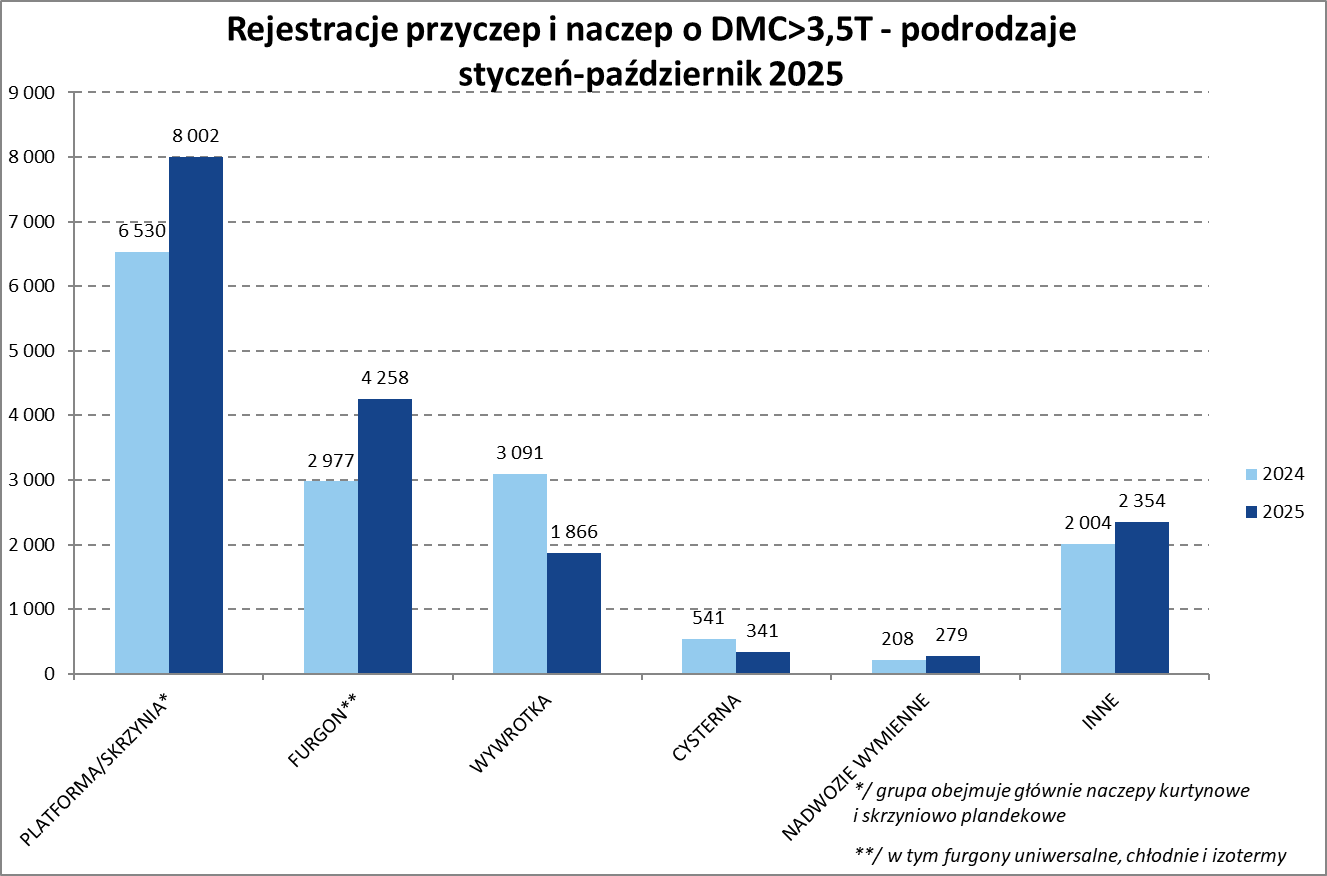 Rejestracje przyczep i naczep o DMC>3,5T - podrodzaje
styczeń-październik 2025
9 000
8 000
7 000
6 000
5 000
4 000
3 000
2 000
1 000
0
6 530
8 002
2 977
4 258
3 091
1 866
541
341
208
279
2 004
2 354
PLATFORMA/SKRZYNIA*
FURGON**
WYWROTKA
CYSTERNA
NADWOZIE WYMIENNE
INNE
2024
2025
*/ grupa obejmuje głównie naczepy kurtynowe
i skrzyniowo plandekowe
**/ w tym furgony uniwersalne, chłodnie i izotermy